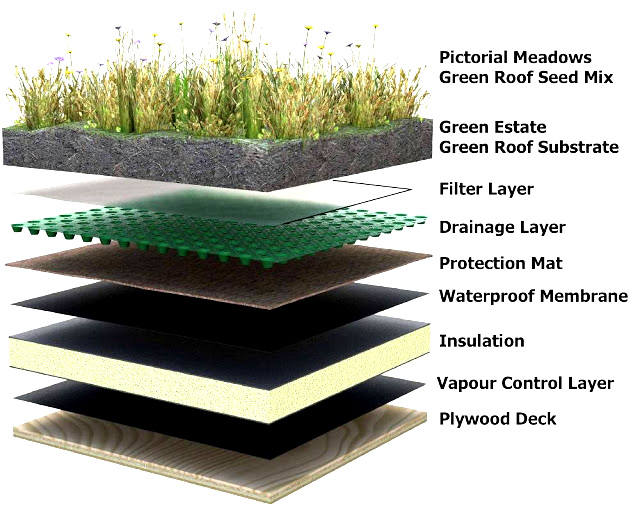 Pictorial Meadows
Green Roof Seed Mix
Green Estate
Green Roof Substrate
Filter Layer
Drainage Layer
Protection Mat
Waterproof Membrane
Insulation
Vapour Control Layer
Plywood Deck